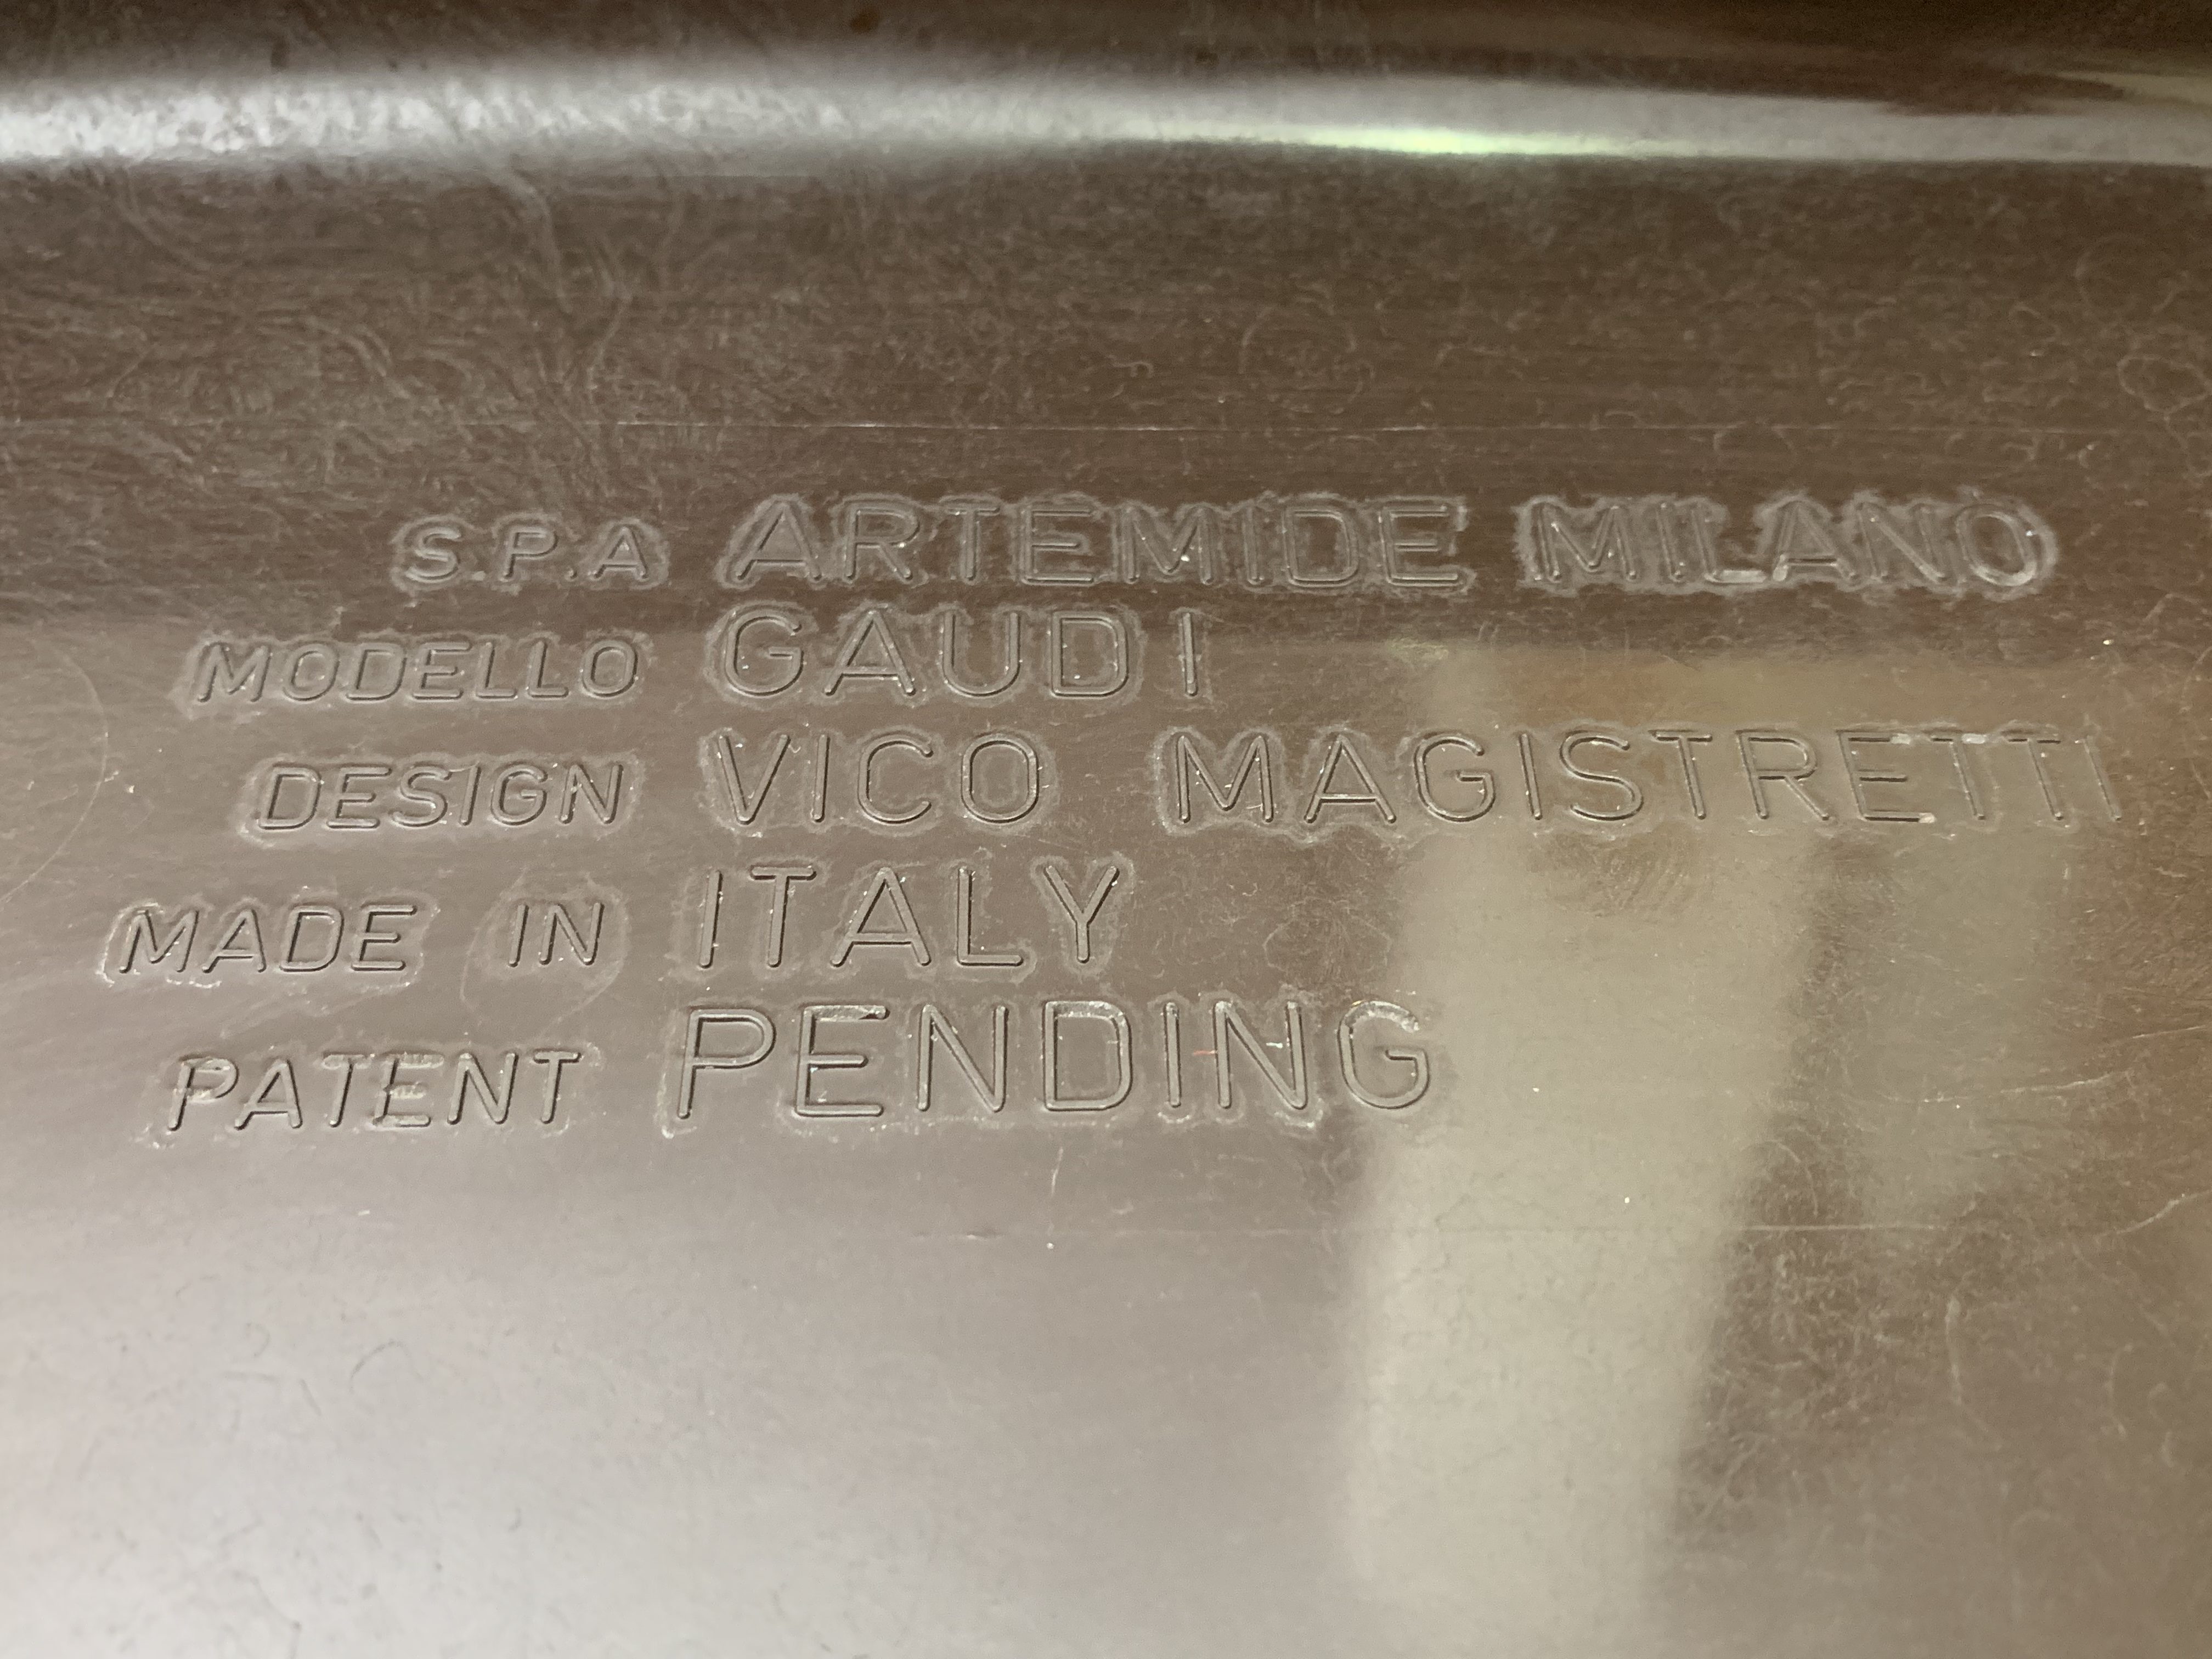 S.P.A ARTEMIDE MILANO
MODELLO GAUDI
DESIGN VICO MAGISTRETTI
MADE IN ITALY
PATENT PENDING